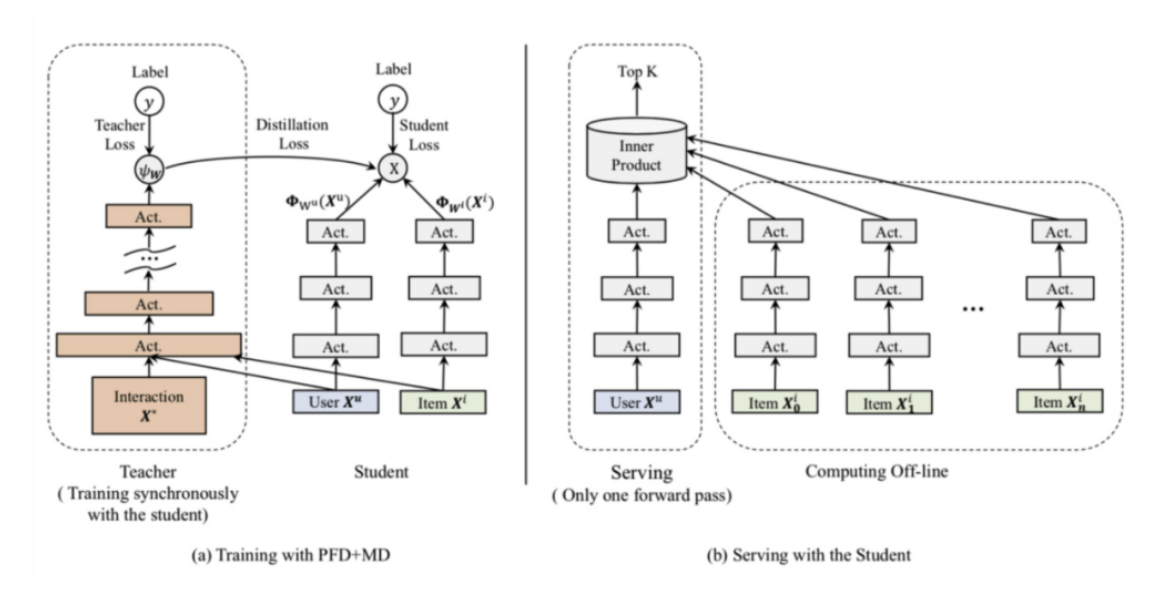 Label
y
Teacher
Loss
ψ_W
Act.
...
Act.
Act.
Interaction
X*
Distillation
Loss
Label
y
Student
Loss
X
Φ_{W^u}(X^u)
Φ_{W^i}(X^i)
Act.
Act.
Act.
Act.
Act.
Act.
User X^u
Item X^i
Teacher
( Training synchronously
with the student)
Student
(a) Training with PFD+MD
Top K
Inner
Product
Act.
Act.
Act.
User X^u
Act.
Act.
Act.
Item X_0^i
Act.
Act.
Act.
Item X_1^i
...
Act.
Act.
Act.
Item X_n^i
Serving
( Only one forward pass)
Computing Off-line
(b) Serving with the Student